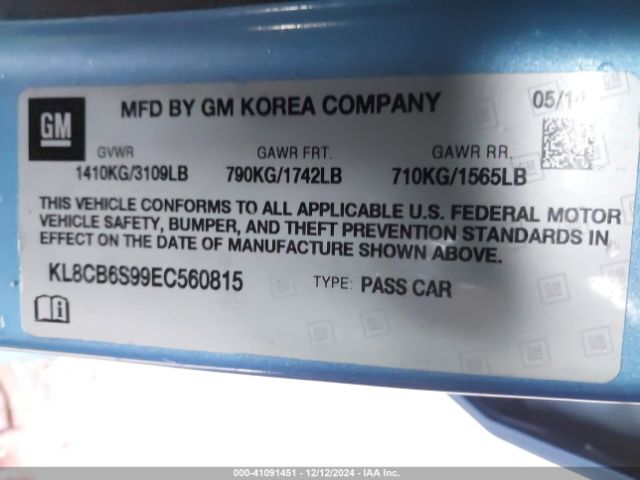 GM
MFD BY GM KOREA COMPANY
05/14
GVWR
GAWR FRT.
GAWR RR.
1410KG/3109LB
790KG/1742LB
710KG/1565LB
THIS VEHICLE CONFORMS TO ALL APPLICABLE U.S. FEDERAL MOTOR
VEHICLE SAFETY, BUMPER, AND THEFT PREVENTION STANDARDS IN
EFFECT ON THE DATE OF MANUFACTURE SHOWN ABOVE.
KL8CB6S99EC560815
TYPE: PASS CAR
000-41091451 - 12/12/2024 - IAA Inc.